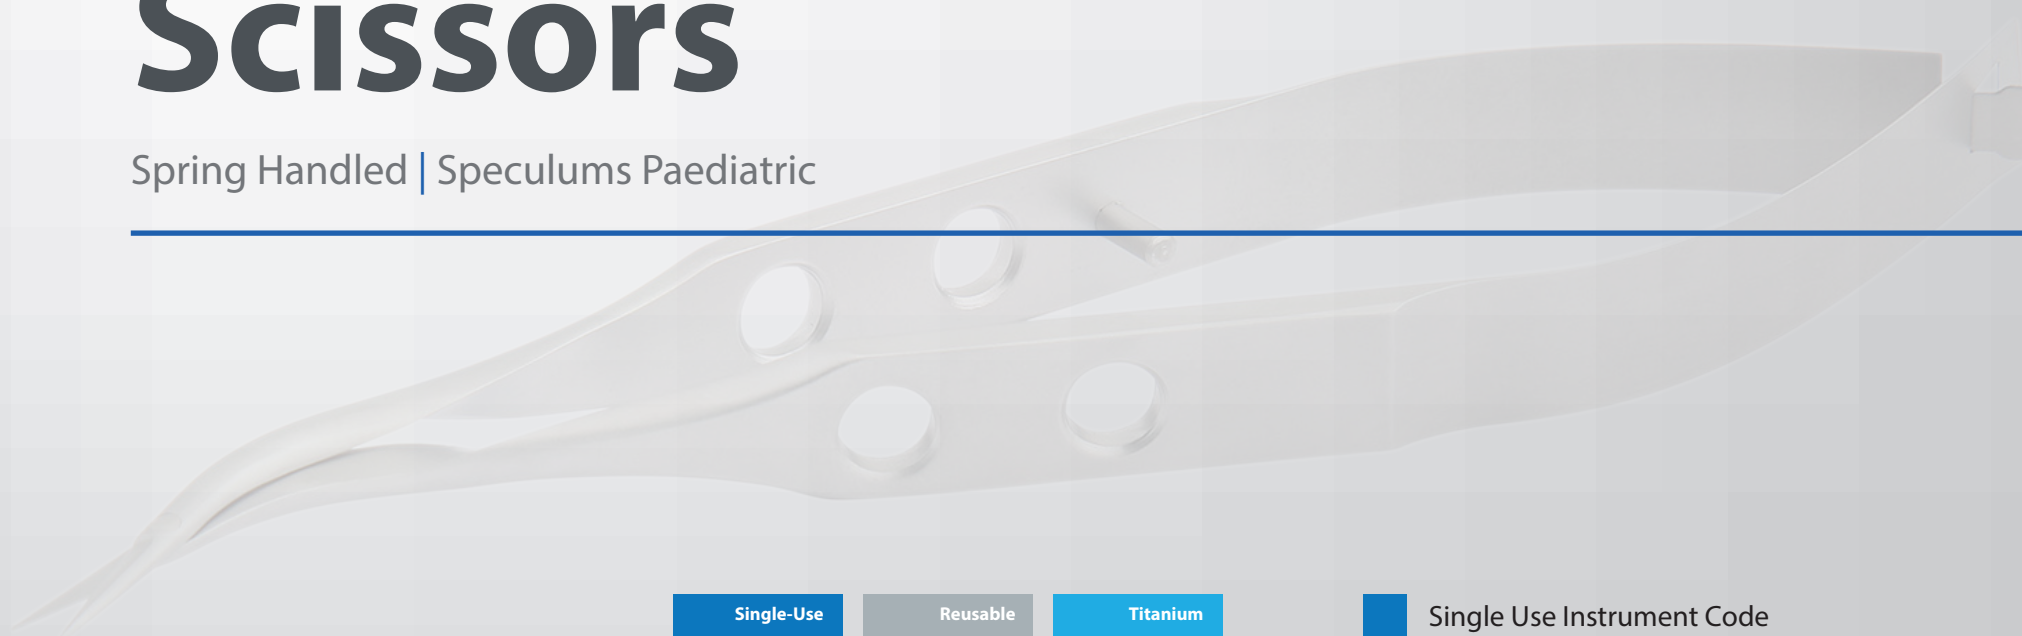 Scissors
Spring Handled | Speculums Paediatric
Single-Use Reusable Titanium Single Use Instrument Code